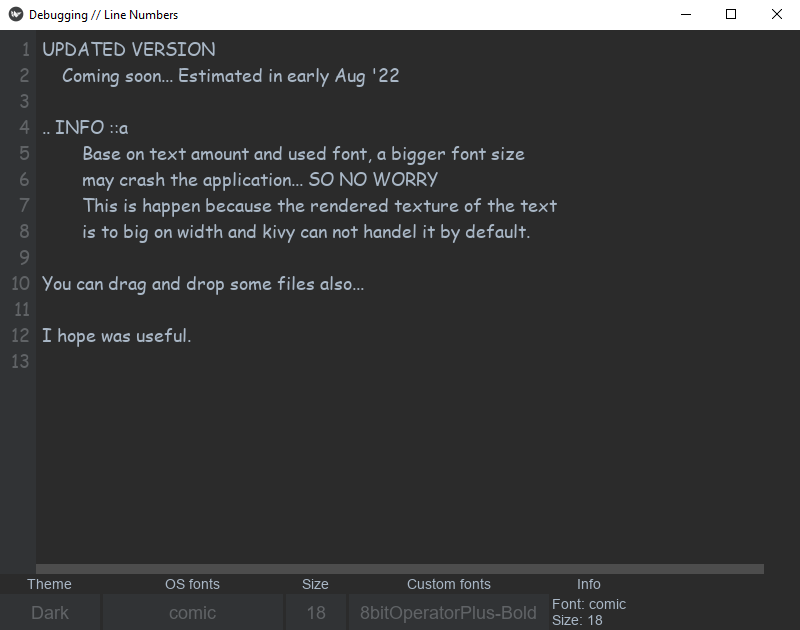 Debugging // Line Numbers
1 UPDATED VERSION
2 Coming soon... Estimated in early Aug '22
3
4 .. INFO ::a
5 Base on text amount and used font, a bigger font size
6 may crash the application... SO NO WORRY
7 This is happen because the rendered texture of the text
8 is to big on width and kivy can not handel it by default.
9
10 You can drag and drop some files also...
11
12 I hope was useful.
13
Theme OS fonts Size Custom fonts Info
Dark comic 18 8bitOperatorPlus-Bold Font: comic
Size: 18